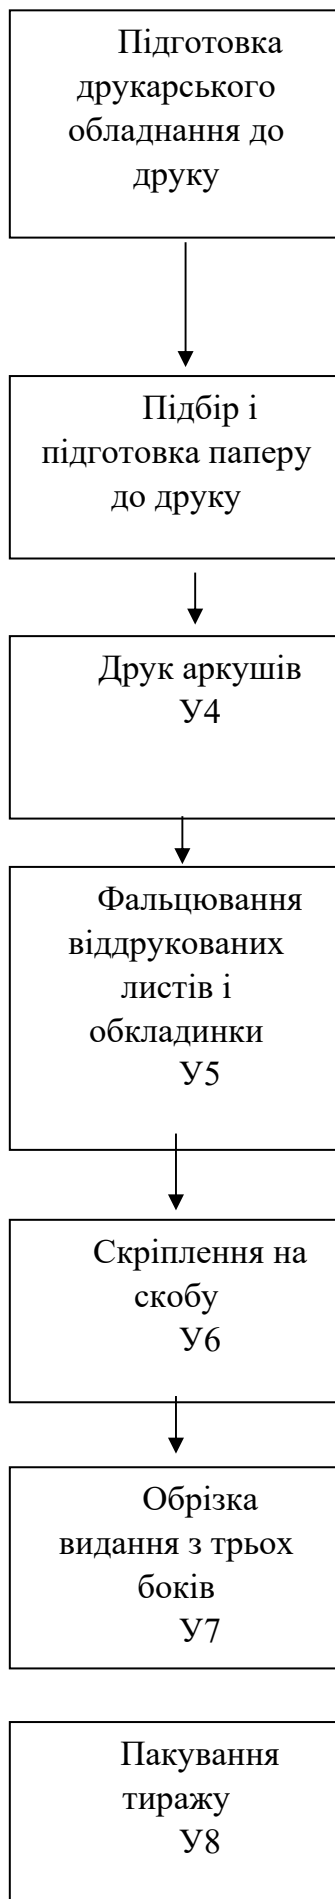 Підготовка
друкарського
обладнання до
друку
Підбір і
підготовка паперу
до друку
Друк аркушів
У4
Фальцювання
віддрукованих
листів і
обкладинки
У5
Скріплення на
скобу
У6
Обрізка
видання з трьох
боків
У7
Пакування
тиражу
У8